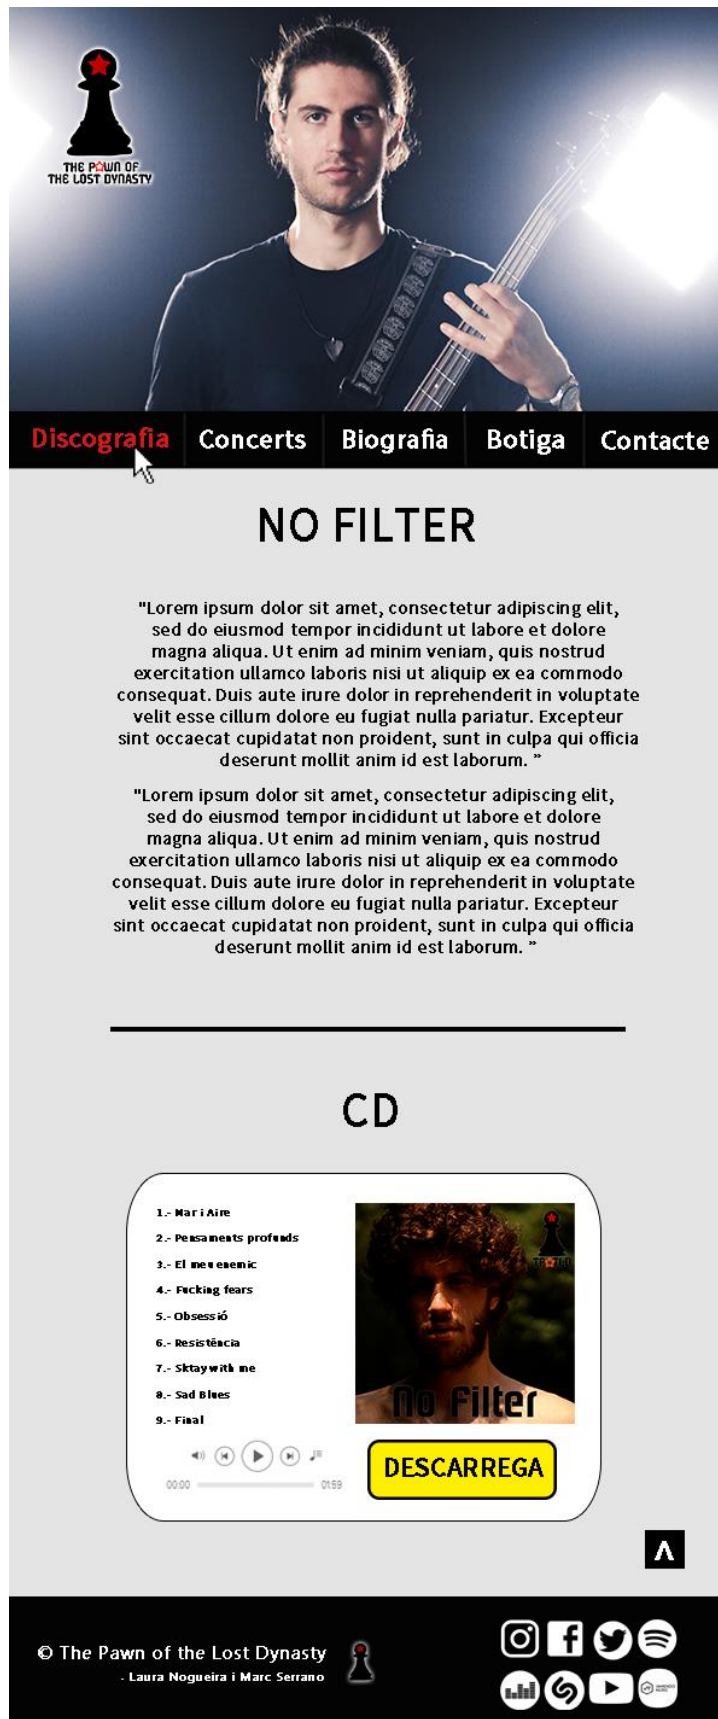 THE PAWN OF
THE LOST DYNASTY
Discografia Concerts Biografia Botiga Contacte
NO FILTER
"Lorem ipsum dolor sit amet, consectetur adipiscing elit,
sed do eiusmod tempor incididunt ut labore et dolore
magna aliqua. Ut enim ad minim veniam, quis nostrud
exercitation ullamco laboris nisi ut aliquip ex ea commodo
consequat. Duis aute irure dolor in reprehenderit in voluptate
velit esse cillum dolore eu fugiat nulla pariatur. Excepteur
sint occaecat cupidatat non proident, sunt in culpa qui officia
deserunt mollit anim id est laborum. ”
"Lorem ipsum dolor sit amet, consectetur adipiscing elit,
sed do eiusmod tempor incididunt ut labore et dolore
magna aliqua. Ut enim ad minim veniam, quis nostrud
exercitation ullamco laboris nisi ut aliquip ex ea commodo
consequat. Duis aute irure dolor in reprehenderit in voluptate
velit esse cillum dolore eu fugiat nulla pariatur. Excepteur
sint occaecat cupidatat non proident, sunt in culpa qui officia
deserunt mollit anim id est laborum. ”
CD
1.- Mar i Aire
2.- Pensaments profunds
3.- El meu enemic
4.- Fucking fears
5.- Obsessió
6.- Resistència
7.- Sktay with me
8.- Sad Blues
9.- Final
TPOTLD
No Filter
00:00 01:59
DESCARREGA
© The Pawn of the Lost Dynasty
- Laura Nogueira i Marc Serrano